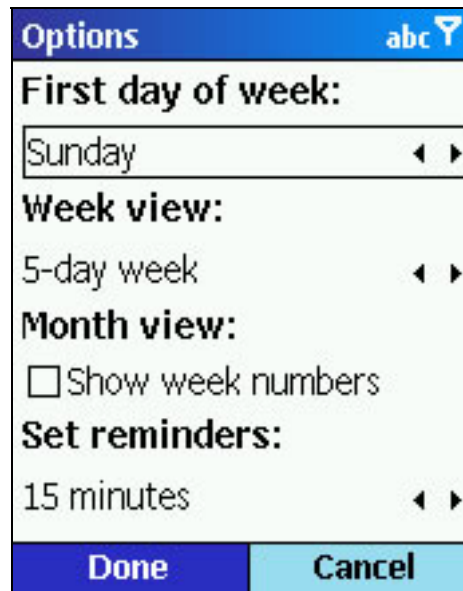 Options abc
First day of week:
Sunday
Week view:
5-day week
Month view:
Show week numbers
Set reminders:
15 minutes
Done Cancel